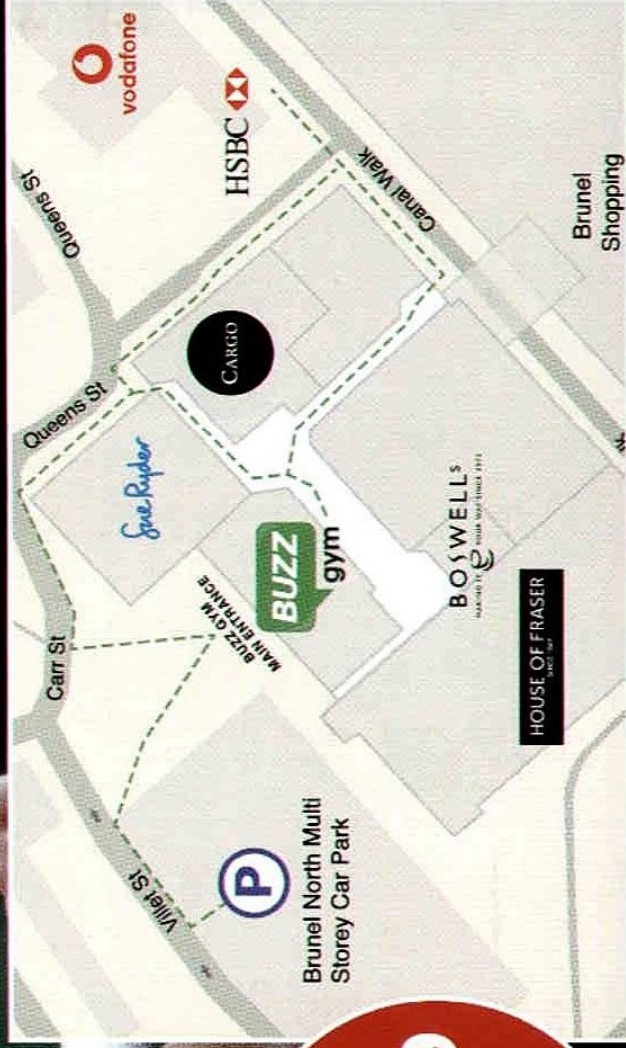 Villet St
Carr St
Queens St
Queens St
vodafone
Sue Ryder
HSBC
BUZZ GYM
MAIN ENTRANCE
CARGO
P
BUZZ
gym
Brunel North Multi
Storey Car Park
Canal Walk
BOSWELLS
HOUSE OF FRASER
Brunel
Shopping